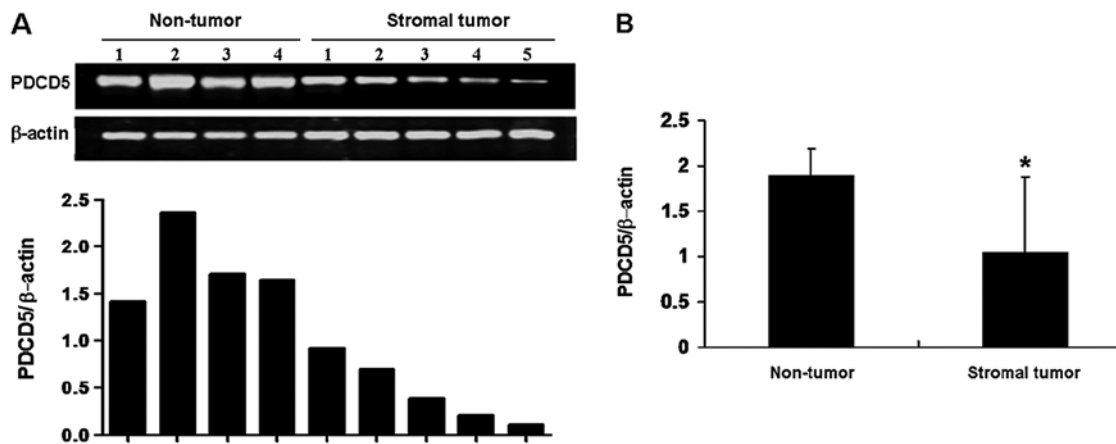 A
Non-tumor Stromal tumor
1 2 3 4 1 2 3 4 5
PDCD5
β-actin
PDCD5/β-actin
2.5
2.0
1.5
1.0
0.5
0.0
B
PDCD5/β-actin
2.5
2
1.5
1
0.5
0
*
Non-tumor Stromal tumor